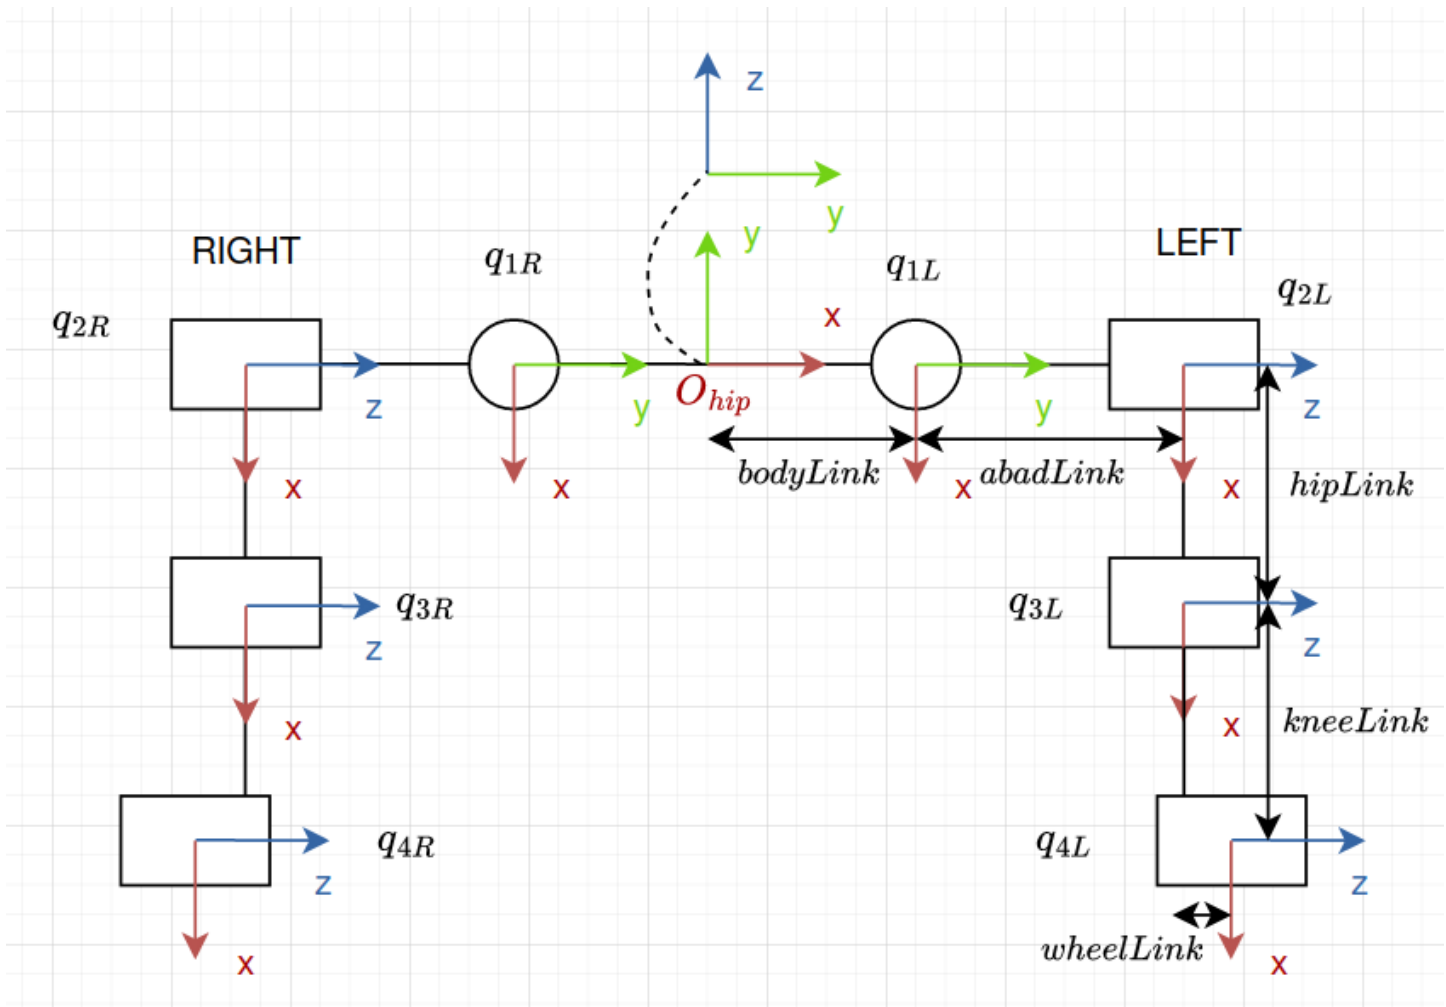 z
y
y
RIGHT
LEFT
q1R
q1L
q2L
q2R
x
Ohip
z
y
y
z
bodyLink
abadLink
x
x
x
x
hipLink
q3R
q3L
z
z
x
x
kneeLink
q4R
q4L
z
z
wheelLink
x
x